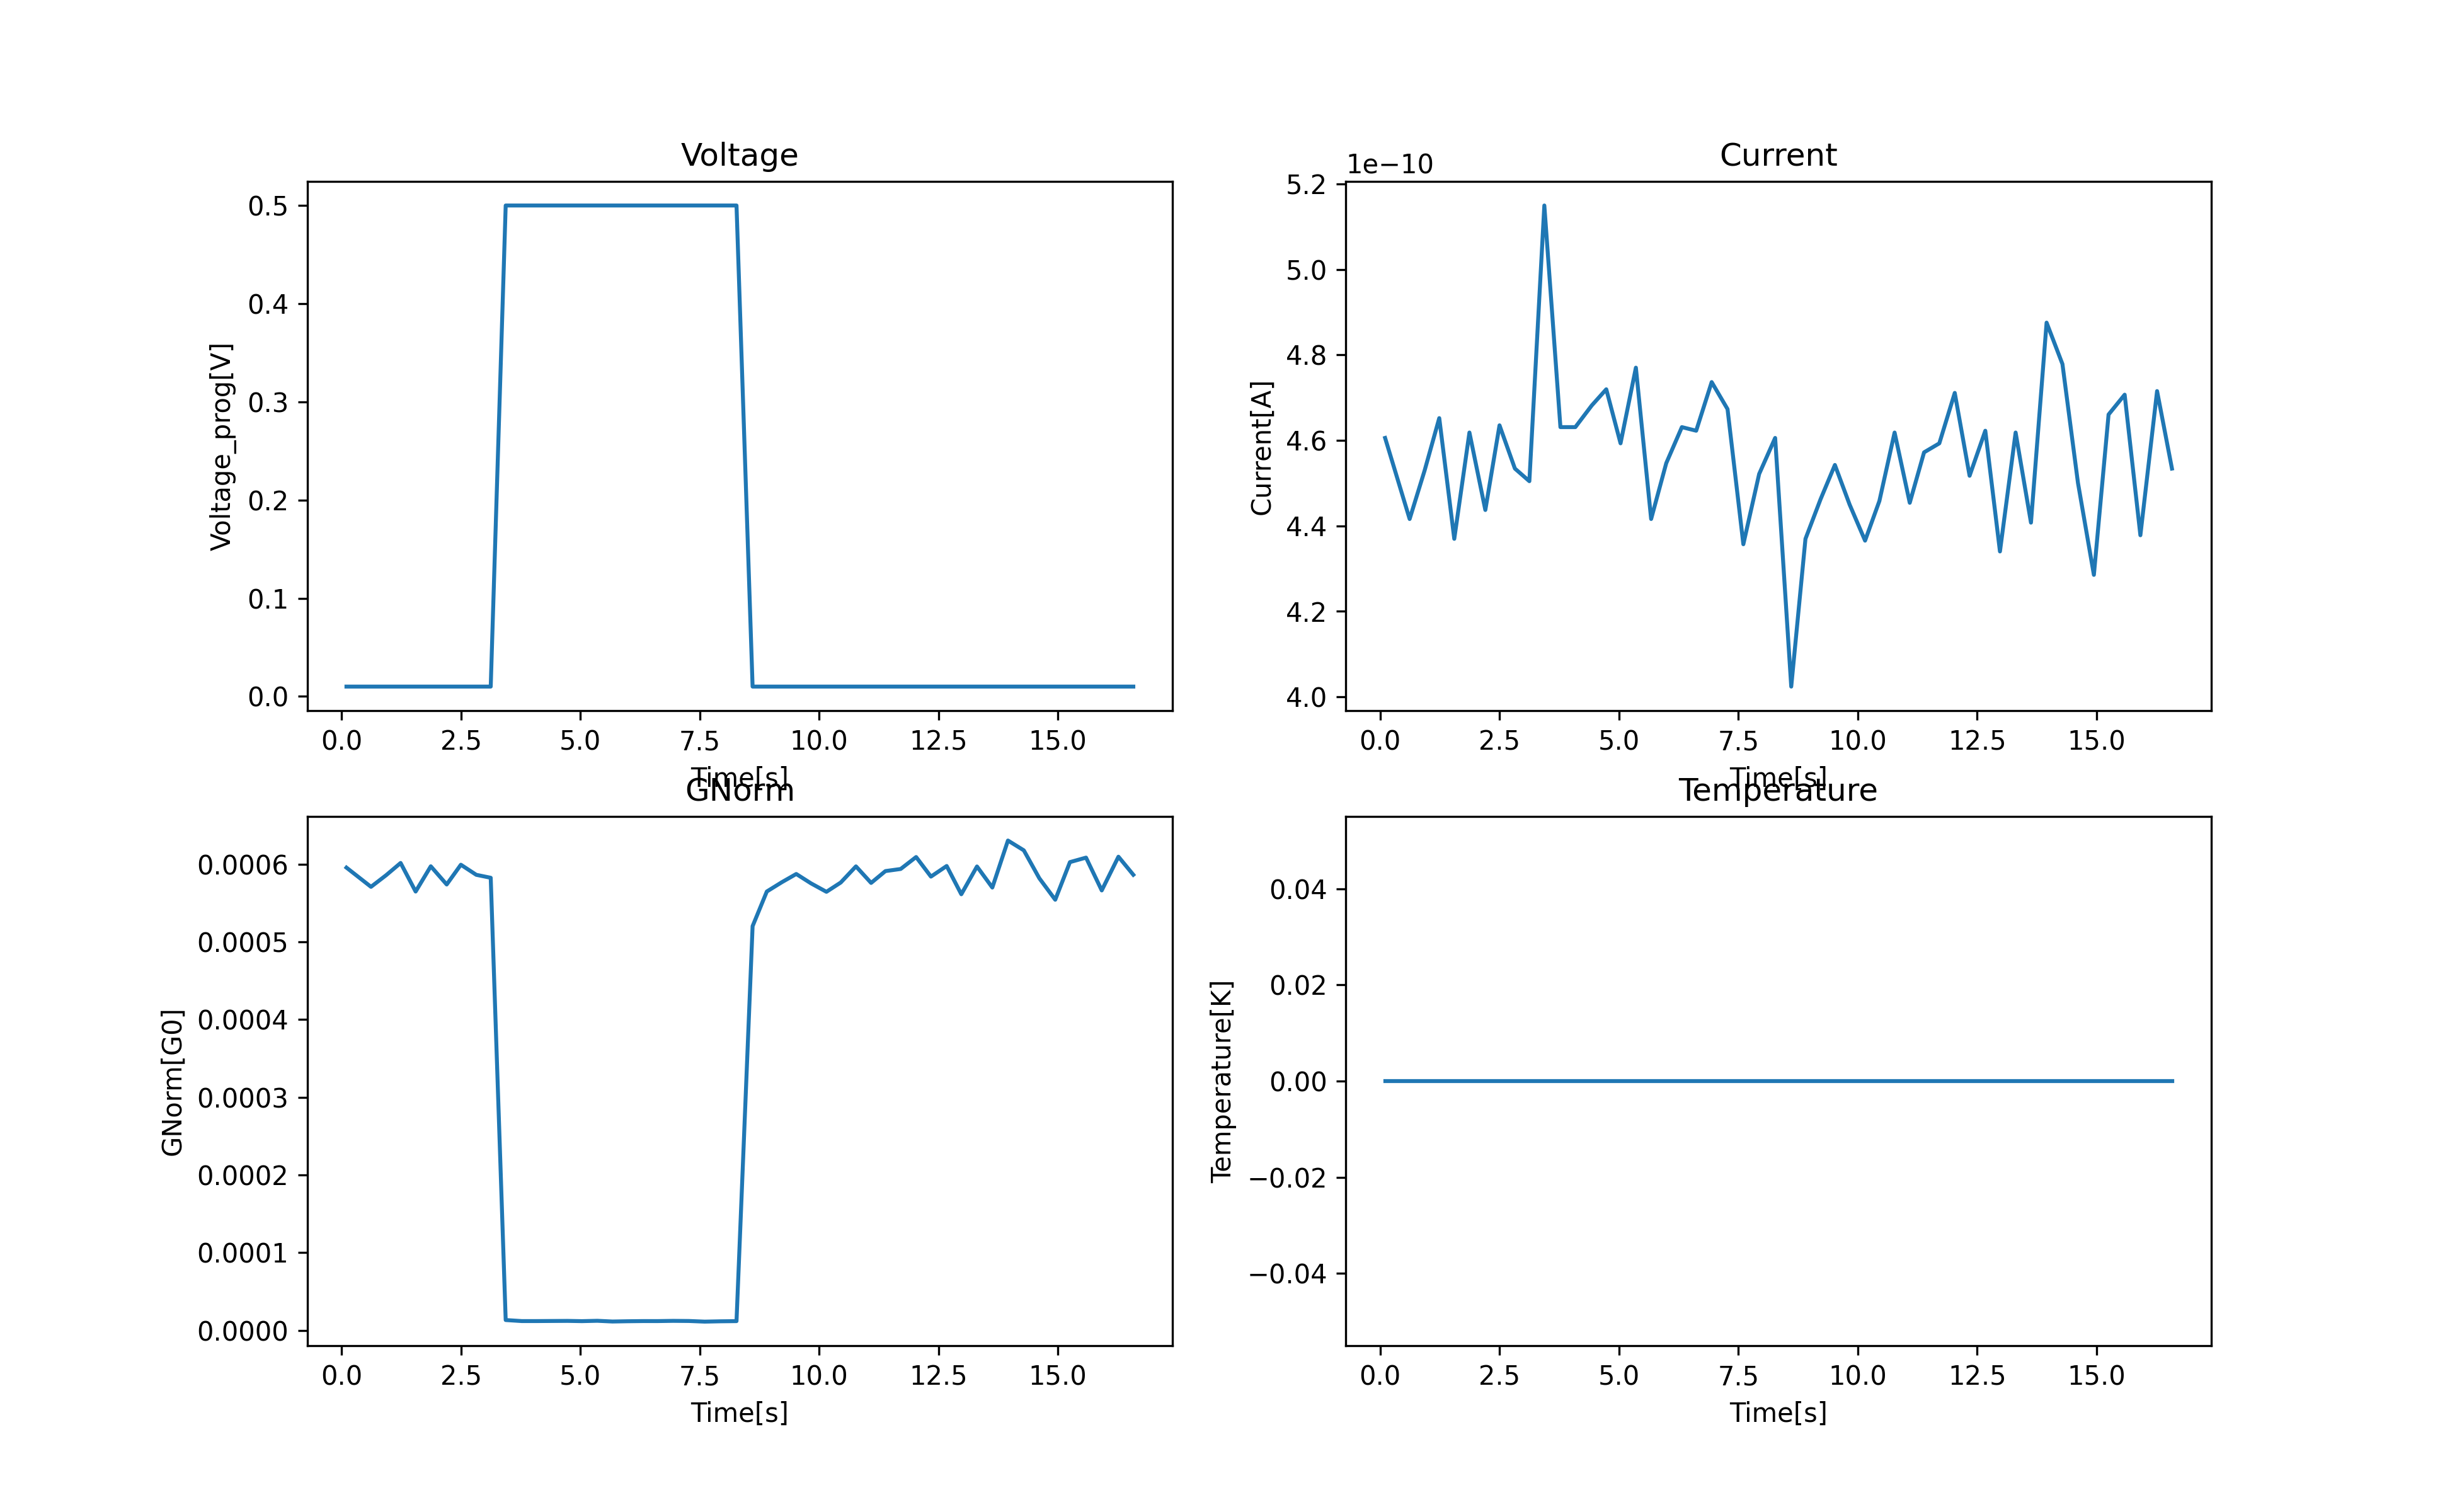 Voltage
0.5
0.4
0.3
0.2
0.1
0.0
Voltage_prog[V]
0.0 2.5 5.0 7.5 10.0 12.5 15.0
Time[s]
Current
1e−10
5.2
5.0
4.8
4.6
4.4
4.2
4.0
Current[A]
0.0 2.5 5.0 7.5 10.0 12.5 15.0
Time[s]
GNorm
0.0006
0.0005
0.0004
0.0003
0.0002
0.0001
0.0000
GNorm[G0]
0.0 2.5 5.0 7.5 10.0 12.5 15.0
Time[s]
Temperature
0.04
0.02
0.00
−0.02
−0.04
Temperature[K]
0.0 2.5 5.0 7.5 10.0 12.5 15.0
Time[s]